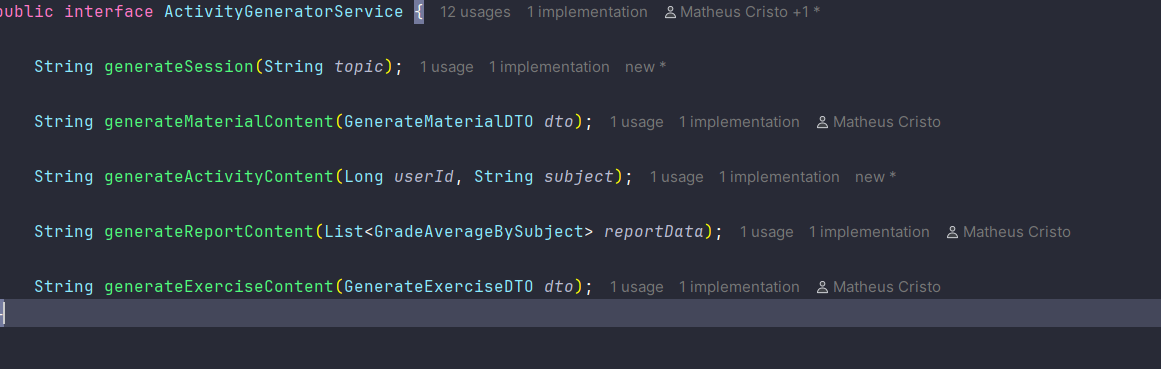 public interface ActivityGeneratorService { 12 usages 1 implementation Matheus Cristo +1 *
String generateSession(String topic); 1 usage 1 implementation new *
String generateMaterialContent(GenerateMaterialDTO dto); 1 usage 1 implementation Matheus Cristo
String generateActivityContent(Long userId, String subject); 1 usage 1 implementation new *
String generateReportContent(List<GradeAverageBySubject> reportData); 1 usage 1 implementation Matheus Cristo
String generateExerciseContent(GenerateExerciseDTO dto); 1 usage 1 implementation Matheus Cristo
}